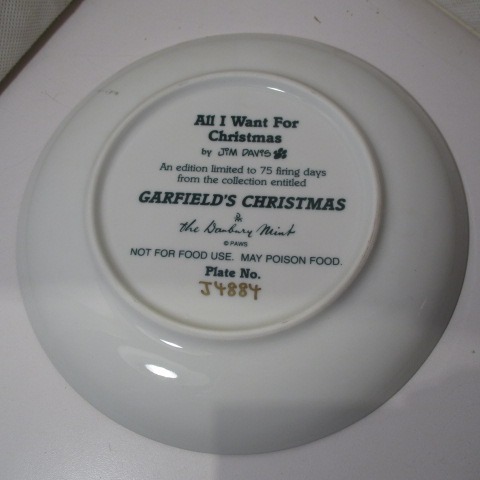 All I Want For
Christmas
by JIM DAVIS
An edition limited to 75 firing days
from the collection entitled
GARFIELD'S CHRISTMAS
The Danbury Mint
© PAWS
NOT FOR FOOD USE. MAY POISON FOOD.
Plate No.
J4884